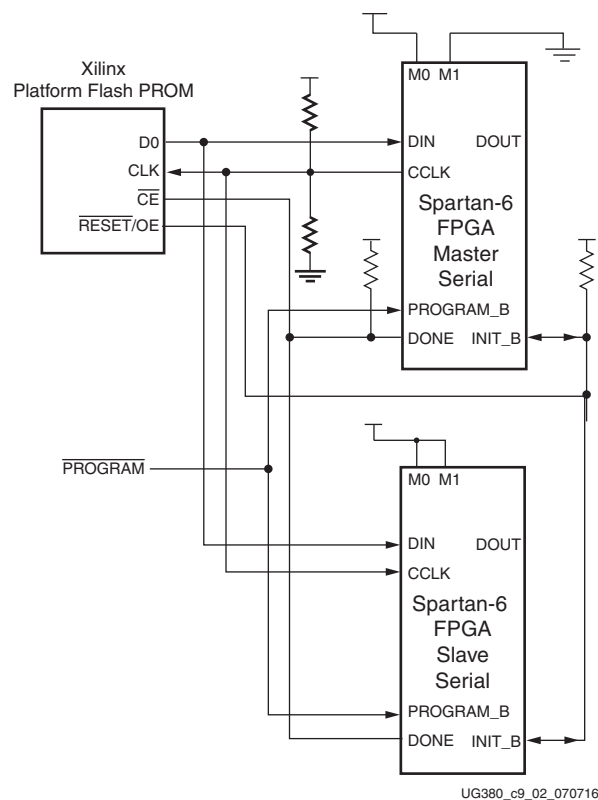 Xilinx
Platform Flash PROM
D0
CLK
CE
RESET/OE
M0 M1
DIN DOUT
CCLK
Spartan-6
FPGA
Master
Serial
PROGRAM_B
DONE INIT_B
PROGRAM
M0 M1
DIN DOUT
CCLK
Spartan-6
FPGA
Slave
Serial
PROGRAM_B
DONE INIT_B
UG380_c9_02_070716